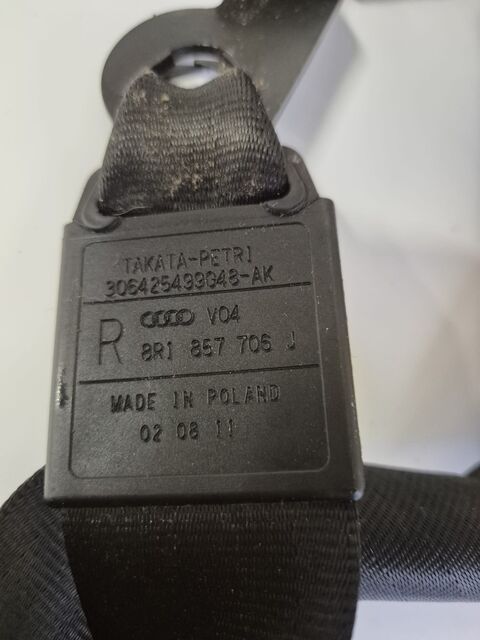 TAKATA-PETRI
306425499048-AK
R V04
8R1 857 706 J
MADE IN POLAND
02 08 11